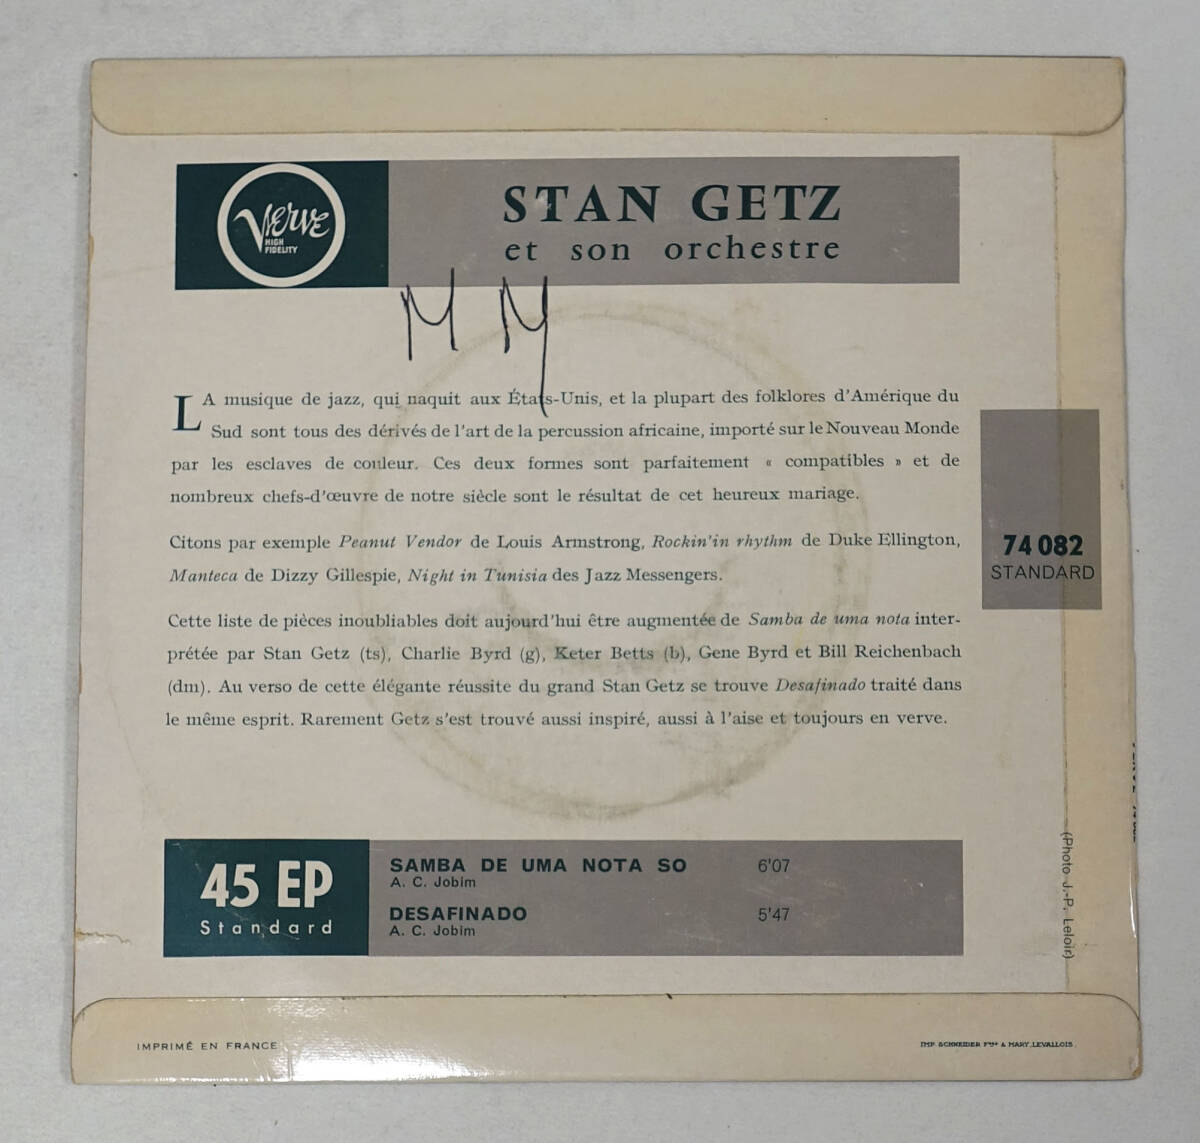 Verve
HIGH
FIDELITY
STAN GETZ
et son orchestre
M M
LA musique de jazz, qui naquit aux États-Unis, et la plupart des folklores d'Amérique du
Sud sont tous des dérivés de l'art de la percussion africaine, importé sur le Nouveau Monde
par les esclaves de couleur. Ces deux formes sont parfaitement « compatibles » et de
nombreux chefs-d'œuvre de notre siècle sont le résultat de cet heureux mariage.
Citons par exemple Peanut Vendor de Louis Armstrong, Rockin'in rhythm de Duke Ellington,
Manteca de Dizzy Gillespie, Night in Tunisia des Jazz Messengers.
Cette liste de pièces inoubliables doit aujourd'hui être augmentée de Samba de uma nota inter-
prétée par Stan Getz (ts), Charlie Byrd (g), Keter Betts (b), Gene Byrd et Bill Reichenbach
(dm). Au verso de cette élégante réussite du grand Stan Getz se trouve Desafinado traité dans
le même esprit. Rarement Getz s'est trouvé aussi inspiré, aussi à l'aise et toujours en verve.
74 082
STANDARD
45 EP
Standard
SAMBA DE UMA NOTA SO 6'07
A. C. Jobim
DESAFINADO 5'47
A. C. Jobim
(Photo J.-P. Leloir)
IMPRIMÉ EN FRANCE
IMP. SCHNEIDER Frès & MARY, LEVALLOIS.